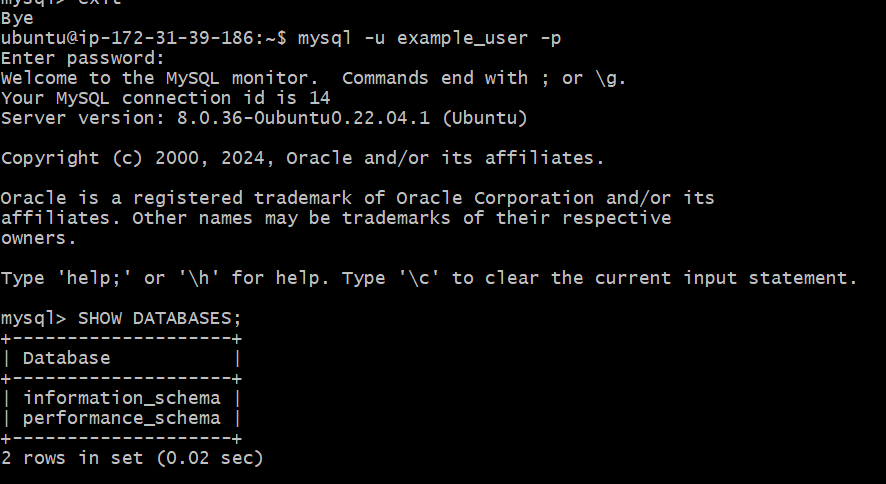 mysql> exit
Bye
ubuntu@ip-172-31-39-186:~$ mysql -u example_user -p
Enter password:
Welcome to the MySQL monitor.  Commands end with ; or \g.
Your MySQL connection id is 14
Server version: 8.0.36-0ubuntu0.22.04.1 (Ubuntu)

Copyright (c) 2000, 2024, Oracle and/or its affiliates.

Oracle is a registered trademark of Oracle Corporation and/or its
affiliates. Other names may be trademarks of their respective
owners.

Type 'help;' or '\h' for help. Type '\c' to clear the current input statement.

mysql> SHOW DATABASES;
+--------------------+
| Database           |
+--------------------+
| information_schema |
| performance_schema |
+--------------------+
2 rows in set (0.02 sec)